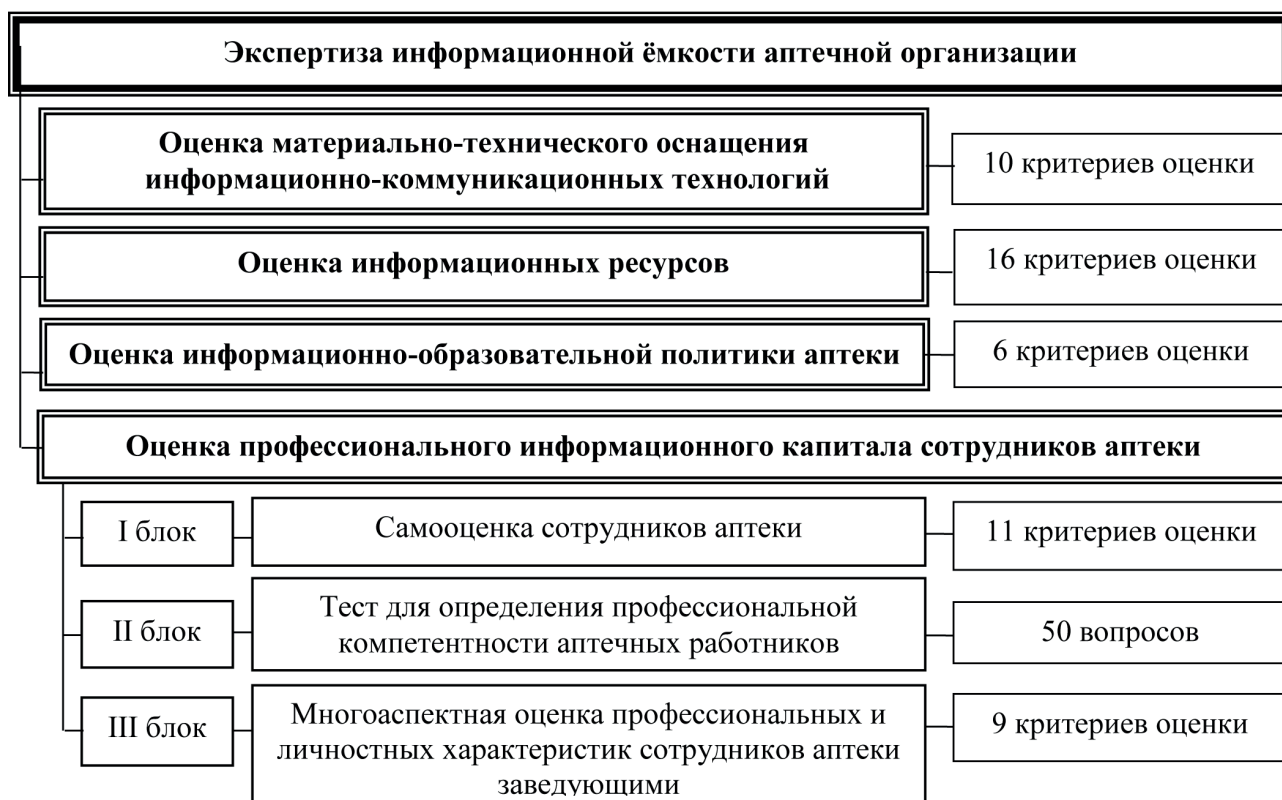 Экспертиза информационной ёмкости аптечной организации
Оценка материально-технического оснащения
информационно-коммуникационных технологий
10 критериев оценки
Оценка информационных ресурсов
16 критериев оценки
Оценка информационно-образовательной политики аптеки
6 критериев оценки
Оценка профессионального информационного капитала сотрудников аптеки
I блок
Самооценка сотрудников аптеки
11 критериев оценки
II блок
Тест для определения профессиональной
компетентности аптечных работников
50 вопросов
III блок
Многоаспектная оценка профессиональных и
личностных характеристик сотрудников аптеки
заведующими
9 критериев оценки